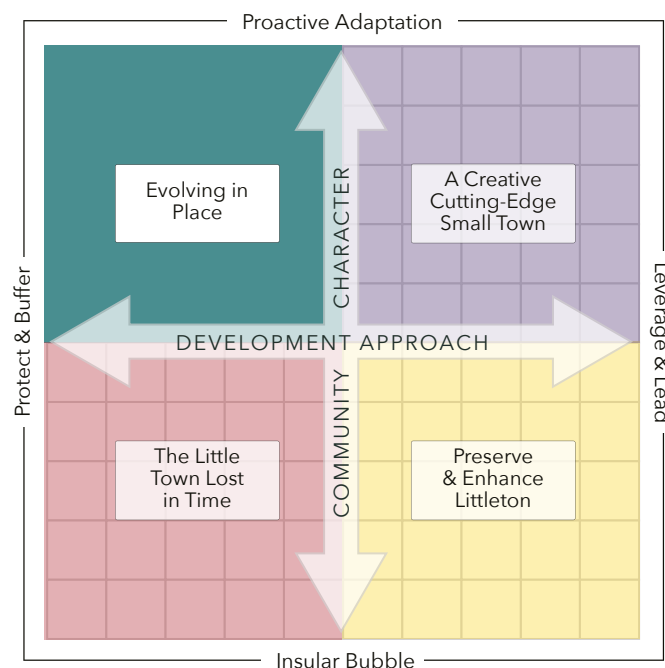 Proactive Adaptation
Evolving in
Place
A Creative
Cutting-Edge
Small Town
CHARACTER
Protect & Buffer
DEVELOPMENT APPROACH
Leverage & Lead
COMMUNITY
The Little
Town Lost
in Time
Preserve
& Enhance
Littleton
Insular Bubble